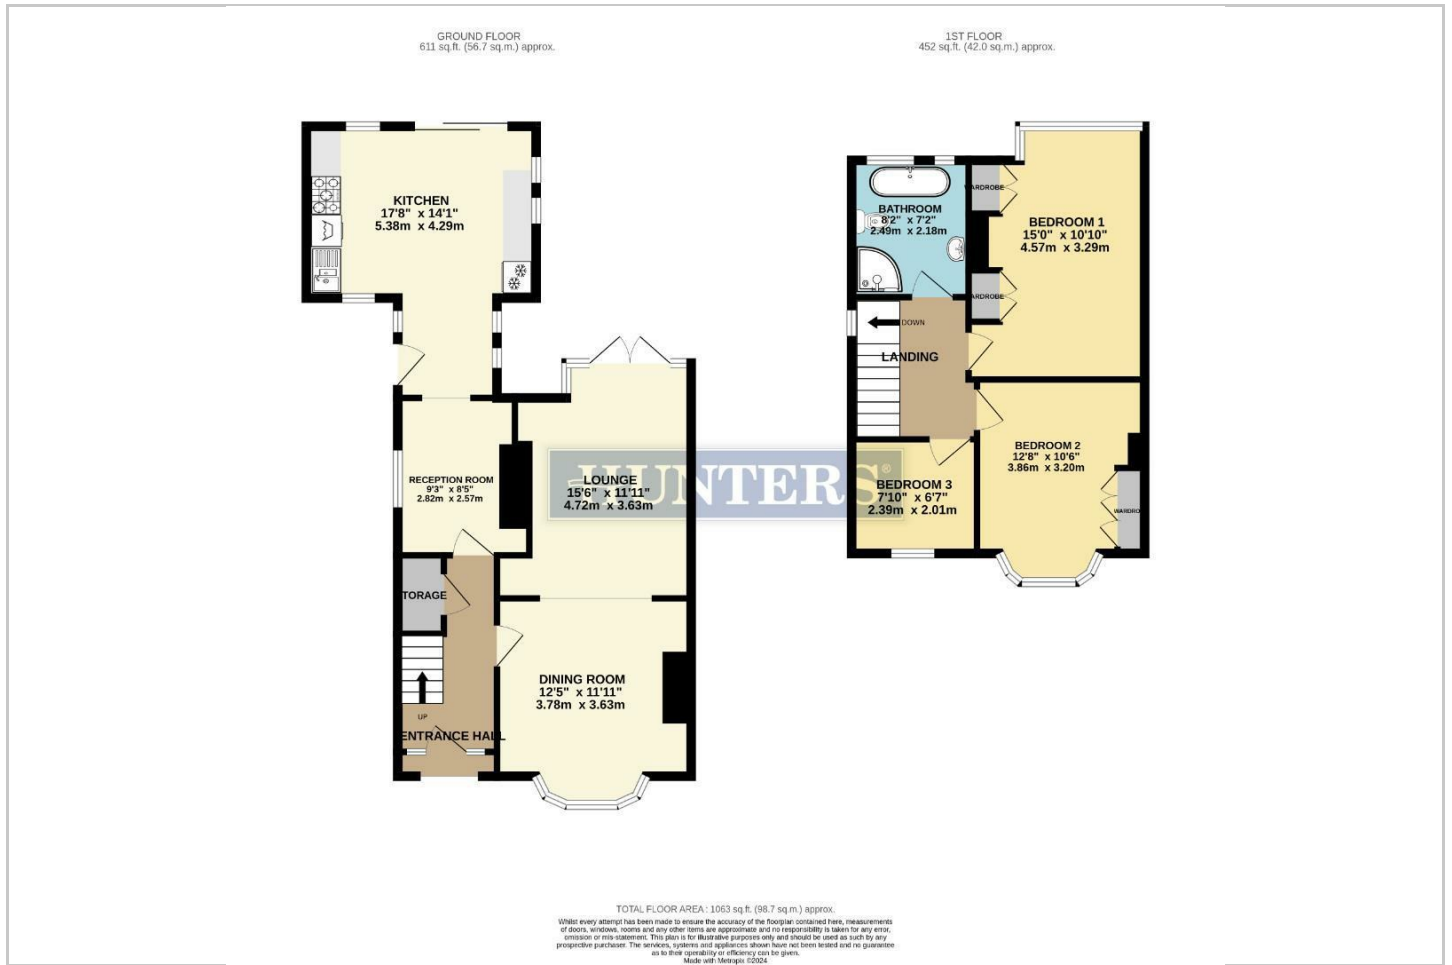 GROUND FLOOR
611 sq.ft. (56.7 sq.m.) approx.
1ST FLOOR
452 sq.ft. (42.0 sq.m.) approx.
KITCHEN
17'8" x 14'1"
5.38m x 4.29m
RECEPTION ROOM
9'3" x 8'5"
2.82m x 2.57m
LOUNGE
15'6" x 11'11"
4.72m x 3.63m
TORAGE
DINING ROOM
12'5" x 11'11"
3.78m x 3.63m
UP
ENTRANCE HALL
BATHROOM
8'2" x 7'2"
2.49m x 2.18m
WARDROBE
BEDROOM 1
15'0" x 10'10"
4.57m x 3.29m
ARDROBE
DOWN
LANDING
BEDROOM 2
12'8" x 10'6"
3.86m x 3.20m
WARDRO
BEDROOM 3
7'10" x 6'7"
2.39m x 2.01m
HUNTERS®
TOTAL FLOOR AREA : 1063 sq.ft. (98.7 sq.m.) approx.
Whilst every attempt has been made to ensure the accuracy of the floorplan contained here, measurements
of doors, windows, rooms and any other items are approximate and no responsibility is taken for any error,
omission or mis-statement. This plan is for illustrative purposes only and should be used as such by any
prospective purchaser. The services, systems and appliances shown have not been tested and no guarantee
as to their operability or efficiency can be given.
Made with Metropix ©2024